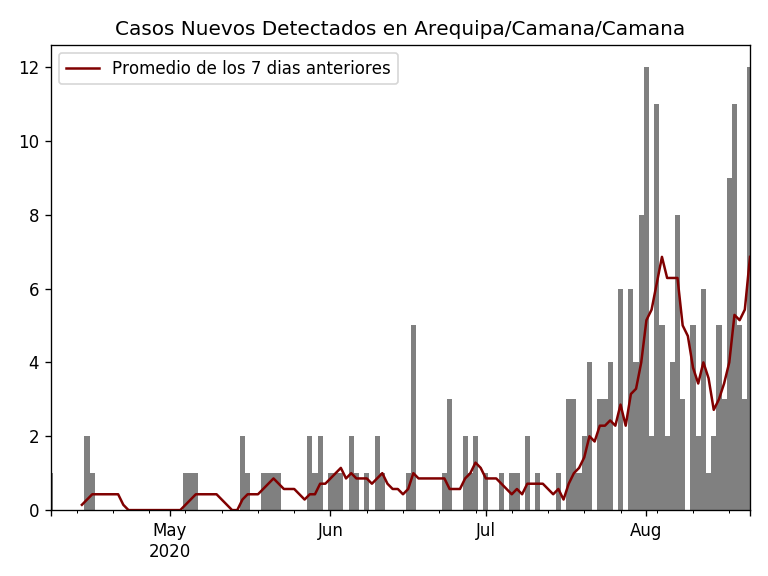 Casos Nuevos Detectados en Arequipa/Camana/Camana
Promedio de los 7 dias anteriores
12
10
8
6
4
2
0
May
2020
Jun
Jul
Aug